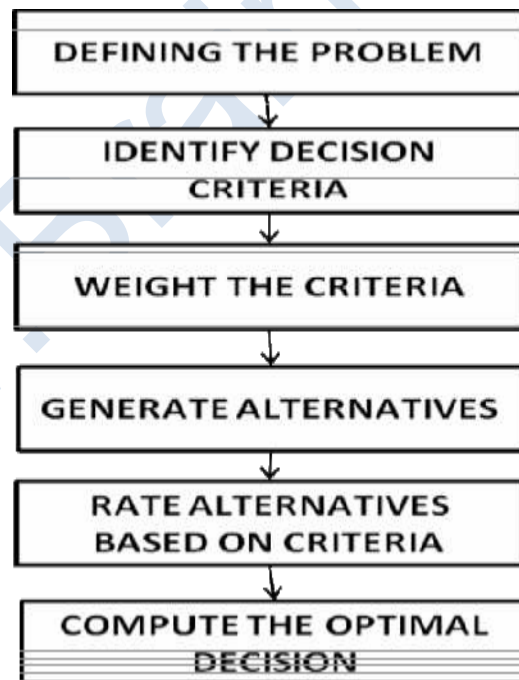 DEFINING THE PROBLEM
IDENTIFY DECISION
CRITERIA
WEIGHT THE CRITERIA
GENERATE ALTERNATIVES
RATE ALTERNATIVES
BASED ON CRITERIA
COMPUTE THE OPTIMAL
DECISION